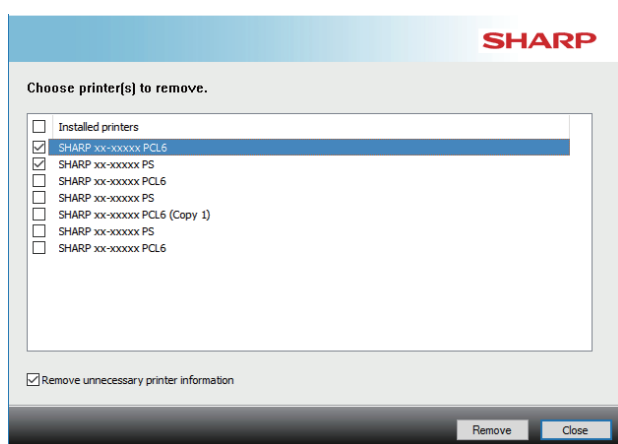 SHARP
Choose printer(s) to remove.
Installed printers
SHARP xx-xxxxx PCL6
SHARP xx-xxxxx PS
SHARP xx-xxxxx PCL6
SHARP xx-xxxxx PS
SHARP xx-xxxxx PCL6 (Copy 1)
SHARP xx-xxxxx PS
SHARP xx-xxxxx PCL6
Remove unnecessary printer information
Remove Close